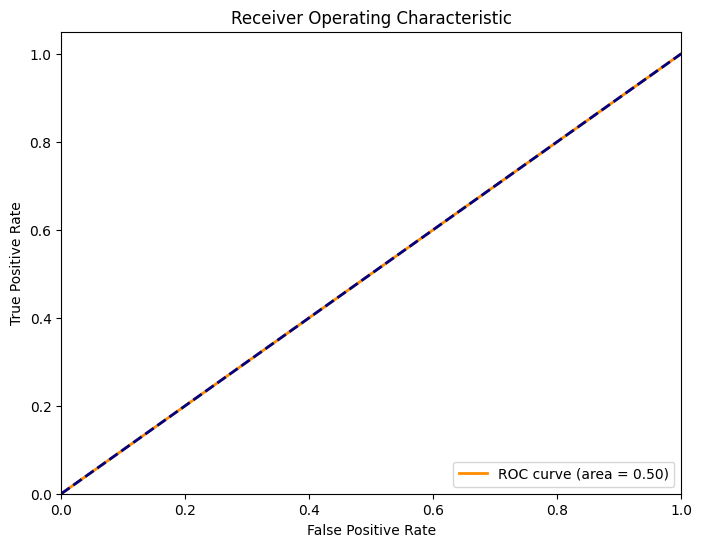 Receiver Operating Characteristic
True Positive Rate
1.0
0.8
0.6
0.4
0.2
0.0
ROC curve (area = 0.50)
0.0 0.2 0.4 0.6 0.8 1.0
False Positive Rate